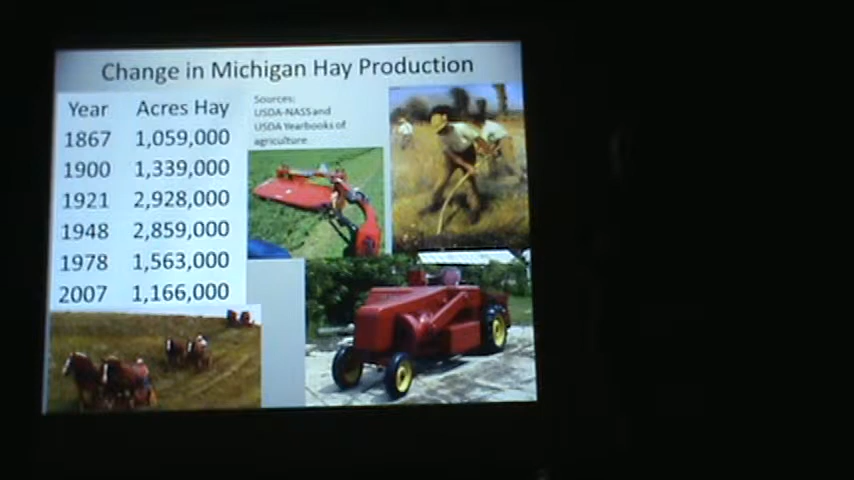 Change in Michigan Hay Production
Year Acres Hay
1867 1,059,000
1900 1,339,000
1921 2,928,000
1948 2,859,000
1978 1,563,000
2007 1,166,000
Sources:
USDA-NASS and
USDA Yearbooks of
agriculture